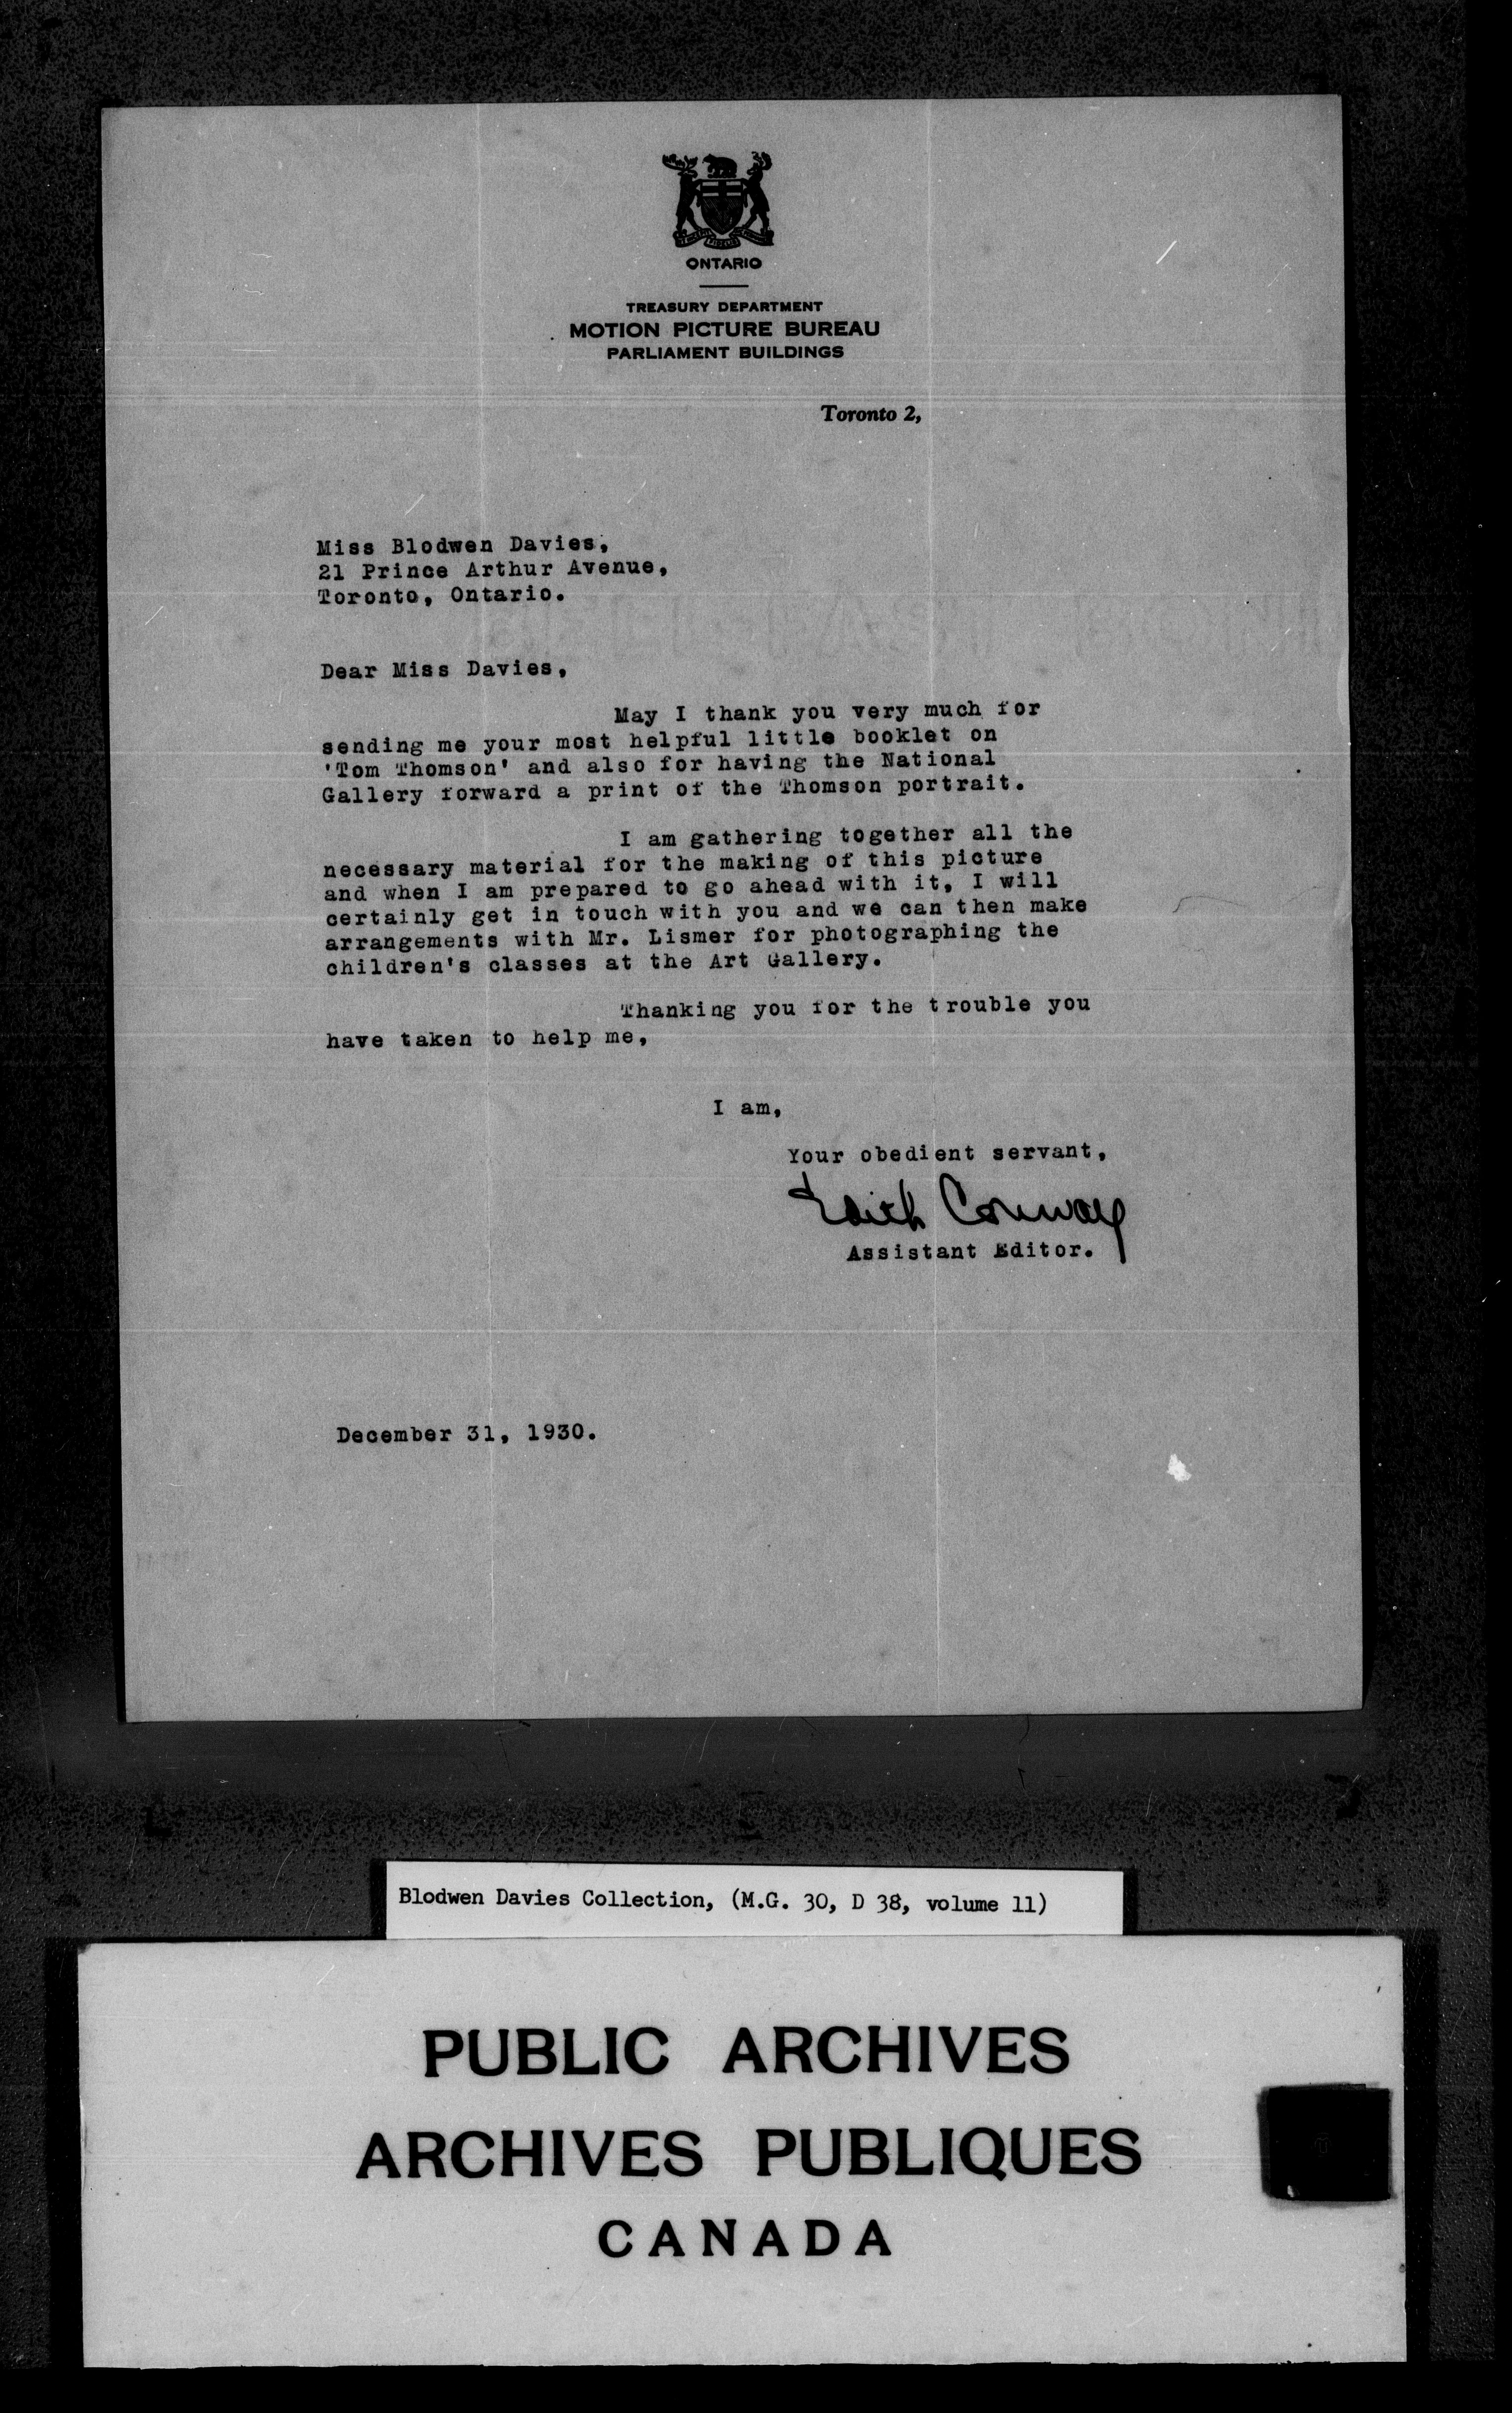 ONTARIO
TREASURY DEPARTMENT
MOTION PICTURE BUREAU
PARLIAMENT BUILDINGS
Toronto 2,
Miss Blodwen Davies,
21 Prince Arthur Avenue,
Toronto, Ontario.
Dear Miss Davies,
May I thank you very much for
sending me your most helpful little booklet on
'Tom Thomson' and also for having the National
Gallery forward a print of the Thomson portrait.
I am gathering together all the
necessary material for the making of this picture
and when I am prepared to go ahead with it, I will
certainly get in touch with you and we can then make
arrangements with Mr. Lismer for photographing the
children's classes at the Art Gallery.
Thanking you for the trouble you
have taken to help me,
I am,
Your obedient servant,
Edith Conway
Assistant Editor.
December 31, 1930.
Blodwen Davies Collection, (M.G. 30, D 38, volume 11)
PUBLIC ARCHIVES
ARCHIVES PUBLIQUES
CANADA